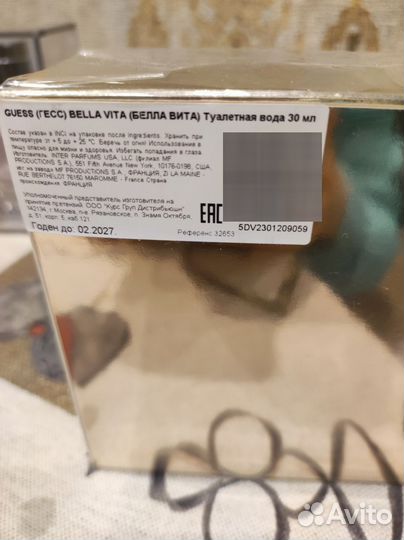 GUESS (ГЕСС) BELLA VITA (БЕЛЛА ВИТА) Туалетная вода 30 мл
Состав указан в INCI на упаковке после Ingredients. Хранить при
температуре от + 5 до + 25 °C. Беречь от огня! Использование в
пищу опасно для жизни и здоровья. Избегать попадания в глаза.
Изготовитель: INTER PARFUMS USA, LLC (филиал MF
PRODUCTIONS S.A.), 551 Fifth Avenue New York, 10176-0198, США,
на заводе MF PRODUCTIONS S.A., ФРАНЦИЯ, ZI LA MAINE -
RUE BERTHELOT 76150 MAROMME - France Страна
происхождения: ФРАНЦИЯ
Уполномоченный представитель изготовителя на
принятие претензий: ООО "Курс Груп Дистрибьюшн"
142134, г. Москва, п-е. Рязановское, п. Знамя Октября,
д. 51, корп. 5, каб.121
Годен до: 02.2027.
EAC
Референс 32653
5DV2301209059
Avito